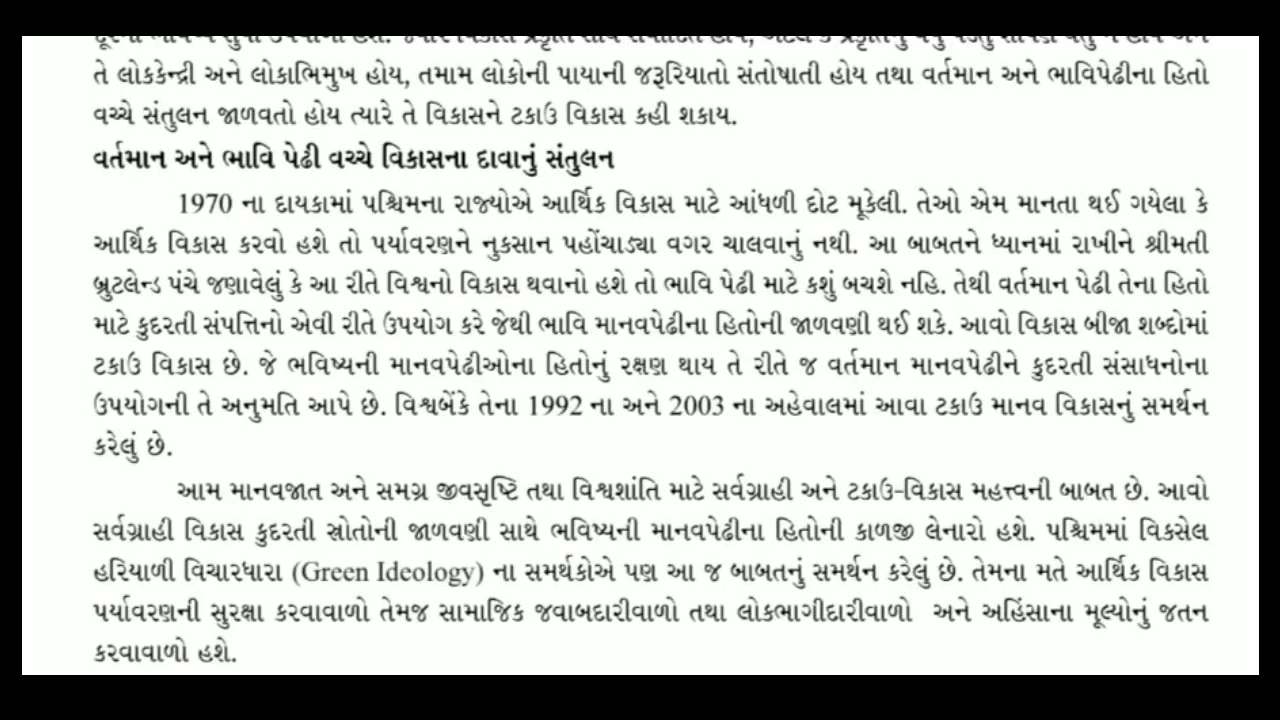 તે લોકકેન્દ્રી અને લોકાભિમુખ હોય, તમામ લોકોની પાયાની જરૂરિયાતો સંતોષાતી હોય તથા વર્તમાન અને ભાવિપેઢીના હિતો
વચ્ચે સંતુલન જાળવતો હોય ત્યારે તે વિકાસને ટકાઉ વિકાસ કહી શકાય.
વર્તમાન અને ભાવિ પેઢી વચ્ચે વિકાસના દાવાનું સંતુલન
1970 ના દાયકામાં પશ્ચિમના રાજ્યોએ આર્થિક વિકાસ માટે આંધળી દોટ મૂકેલી. તેઓ એમ માનતા થઈ ગયેલા કે
આર્થિક વિકાસ કરવો હશે તો પર્યાવરણને નુકસાન પહોંચાડ્યા વગર ચાલવાનું નથી. આ બાબતને ધ્યાનમાં રાખીને શ્રીમતી
બ્રુટલેન્ડ પંચે જણાવેલું કે આ રીતે વિશ્વનો વિકાસ થવાનો હશે તો ભાવિ પેઢી માટે કશું બચશે નહિ. તેથી વર્તમાન પેઢી તેના હિતો
માટે કુદરતી સંપત્તિનો એવી રીતે ઉપયોગ કરે જેથી ભાવિ માનવપેઢીના હિતોની જાળવણી થઈ શકે. આવો વિકાસ બીજા શબ્દોમાં
ટકાઉ વિકાસ છે. જે ભવિષ્યની માનવપેઢીઓના હિતોનું રક્ષણ થાય તે રીતે જ વર્તમાન માનવપેઢીને કુદરતી સંસાધનોના
ઉપયોગની તે અનુમતિ આપે છે. વિશ્વબેંકે તેના 1992 ના અને 2003 ના અહેવાલમાં આવા ટકાઉ માનવ વિકાસનું સમર્થન
કરેલું છે.
આમ માનવજાત અને સમગ્ર જીવસૃષ્ટિ તથા વિશ્વશાંતિ માટે સર્વગ્રાહી અને ટકાઉ-વિકાસ મહત્ત્વની બાબત છે. આવો
સર્વગ્રાહી વિકાસ કુદરતી સ્રોતોની જાળવણી સાથે ભવિષ્યની માનવપેઢીના હિતોની કાળજી લેનારો હશે. પશ્ચિમમાં વિકસેલ
હરિયાળી વિચારધારા (Green Ideology) ના સમર્થકોએ પણ આ જ બાબતનું સમર્થન કરેલું છે. તેમના મતે આર્થિક વિકાસ
પર્યાવરણની સુરક્ષા કરવાવાળો તેમજ સામાજિક જવાબદારીવાળો તથા લોકભાગીદારીવાળો અને અહિંસાના મૂલ્યોનું જતન
કરવાવાળો હશે.